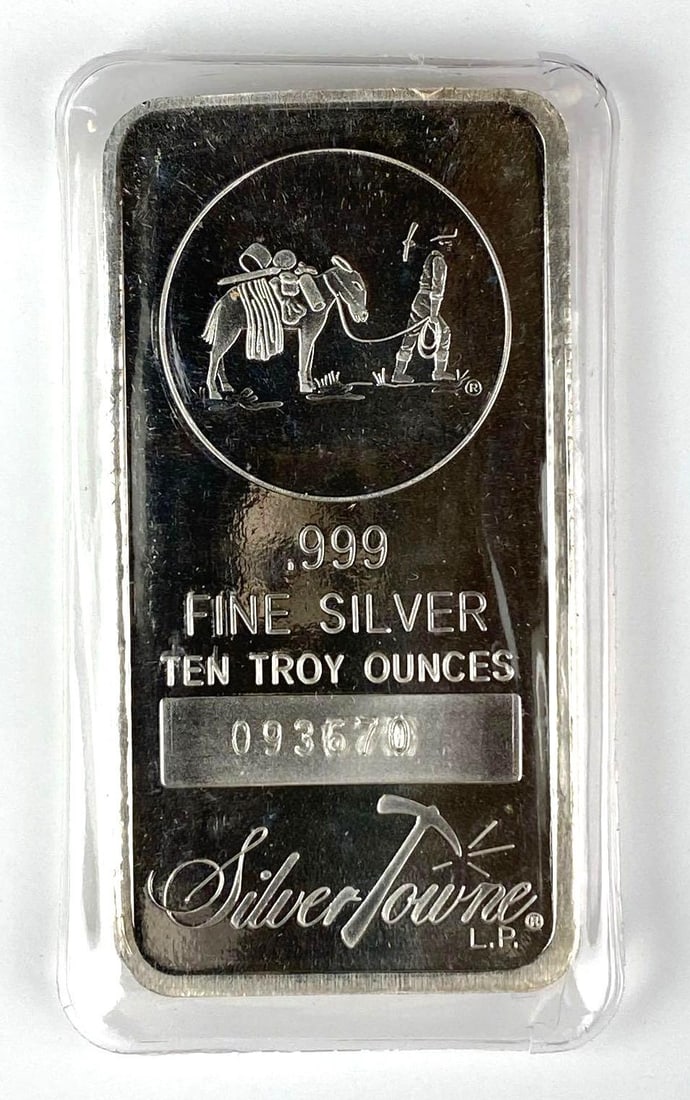 ®
.999
FINE SILVER
TEN TROY OUNCES
093670
SilverTowne®
L.P.